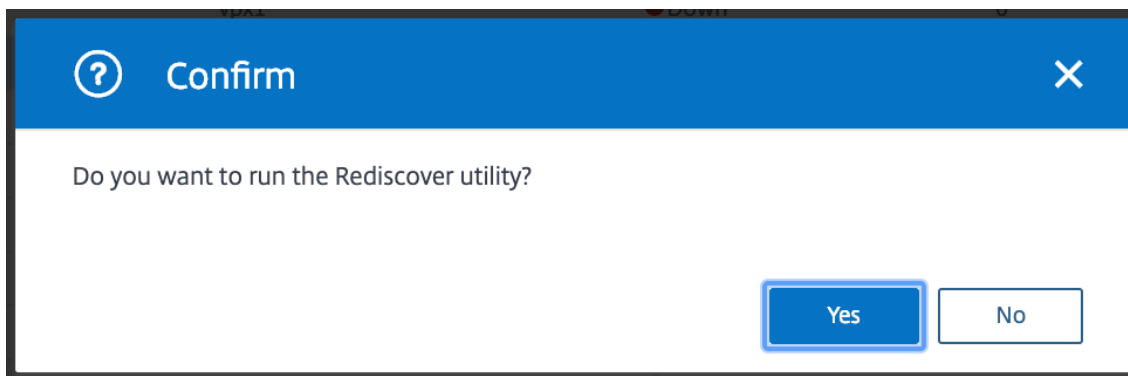 Confirm
Do you want to run the Rediscover utility?
Yes
No